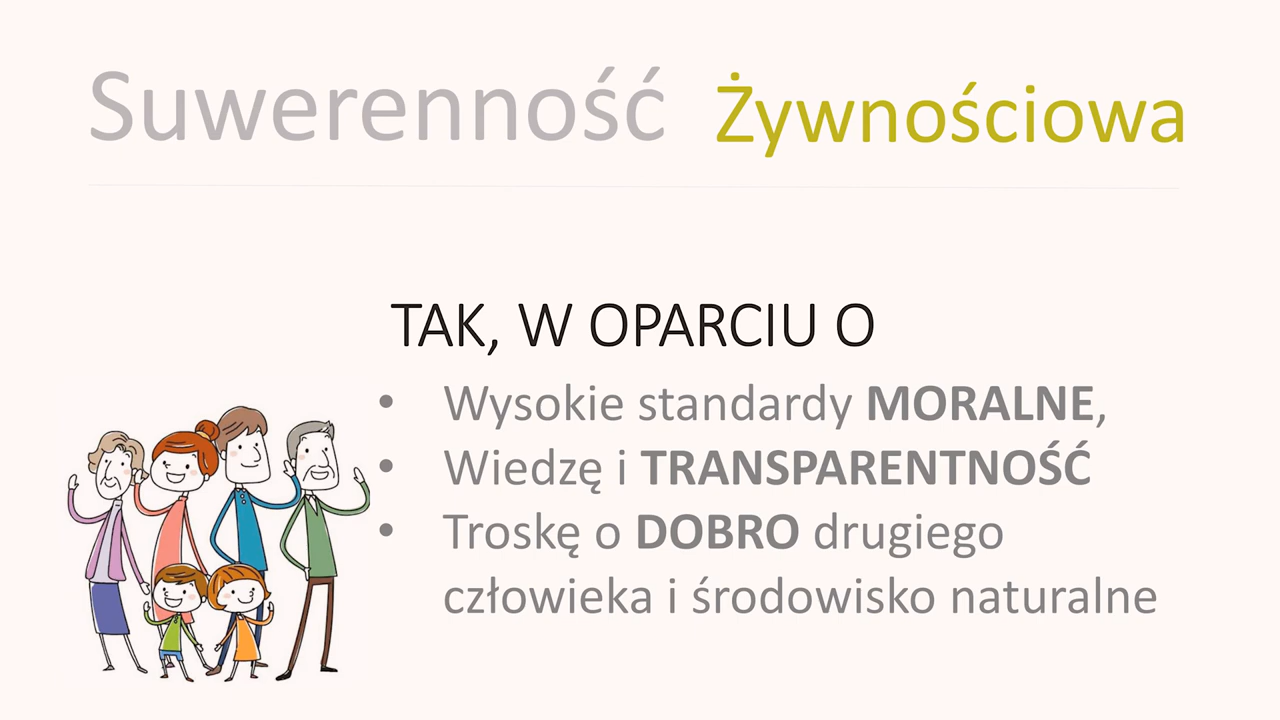 Suwerenność Żywnościowa
TAK, W OPARCIU O
• Wysokie standardy MORALNE,
• Wiedzę i TRANSPARENTNOŚĆ
• Troskę o DOBRO drugiego
człowieka i środowisko naturalne